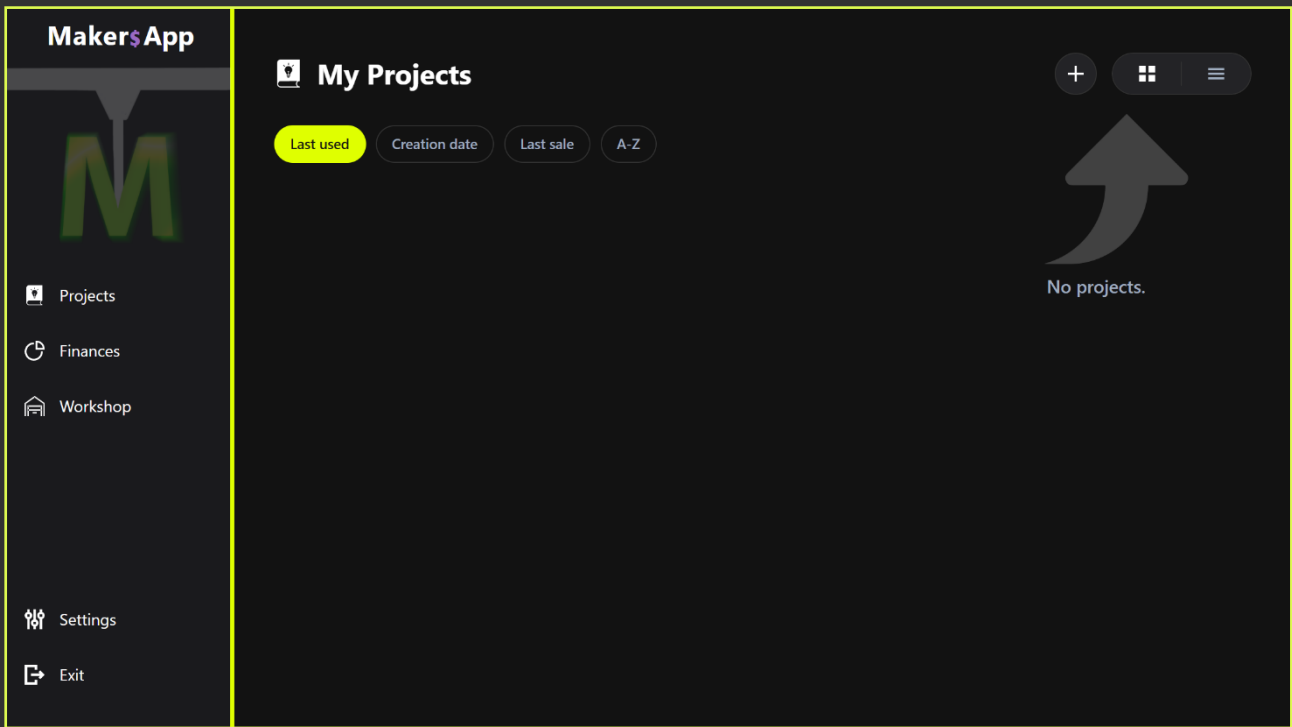 Maker$App
M
Projects
Finances
Workshop
Settings
Exit
My Projects
Last used
Creation date
Last sale
A-Z
No projects.